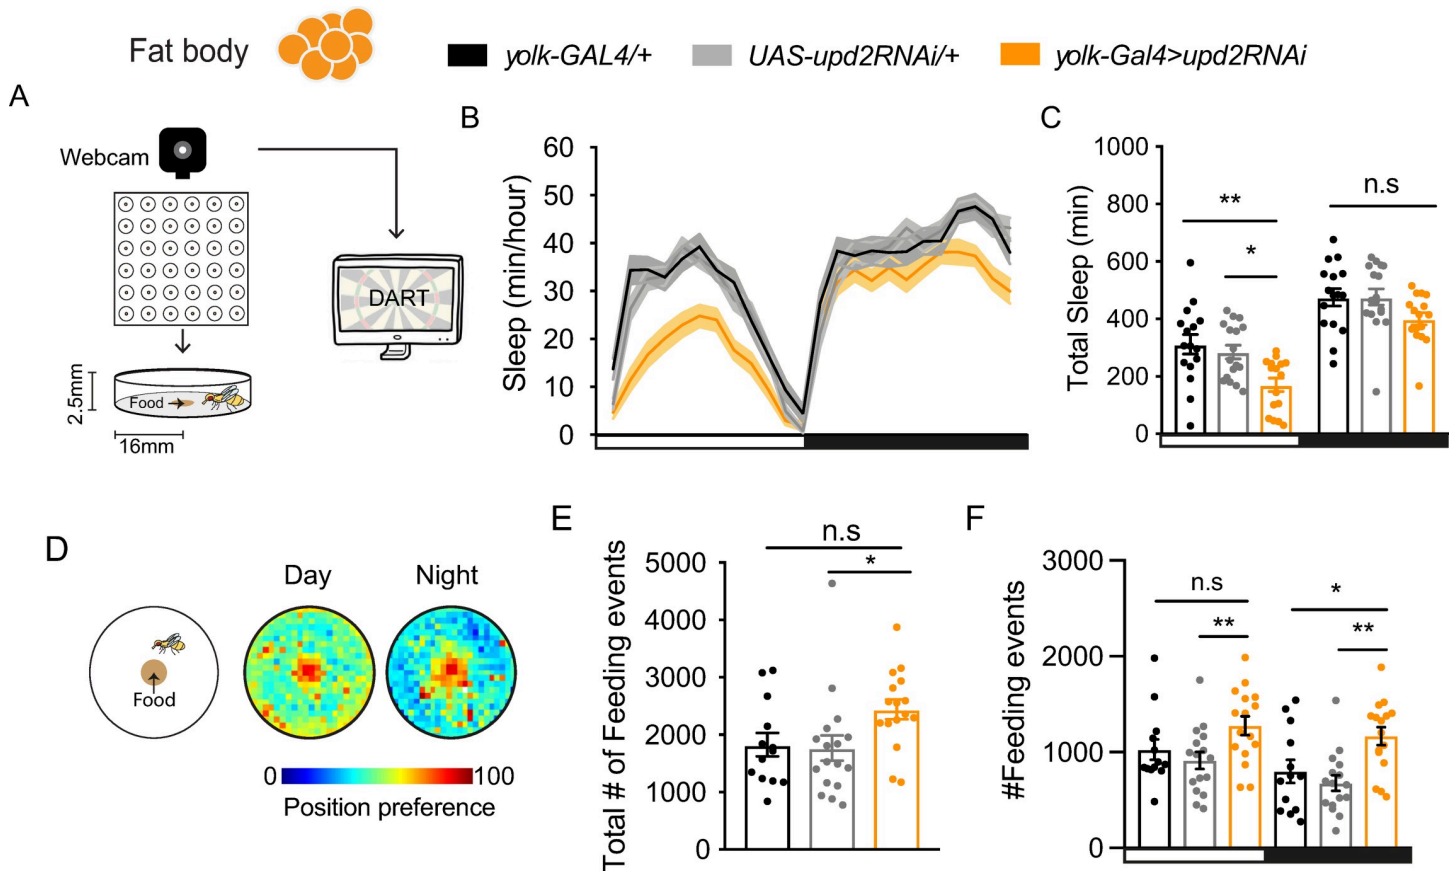 Fat body
yolk-GAL4/+
UAS-upd2RNAi/+
yolk-Gal4>upd2RNAi
A
Webcam
DART
Food
2.5mm
16mm
B
Sleep (min/hour)
60
50
40
30
20
10
0
C
Total Sleep (min)
1000
800
600
400
200
0
**
*
n.s
D
Day
Night
Food
0
100
Position preference
E
Total # of Feeding events
5000
4000
3000
2000
1000
0
n.s
*
F
#Feeding events
3000
2000
1000
0
n.s
**
*
**